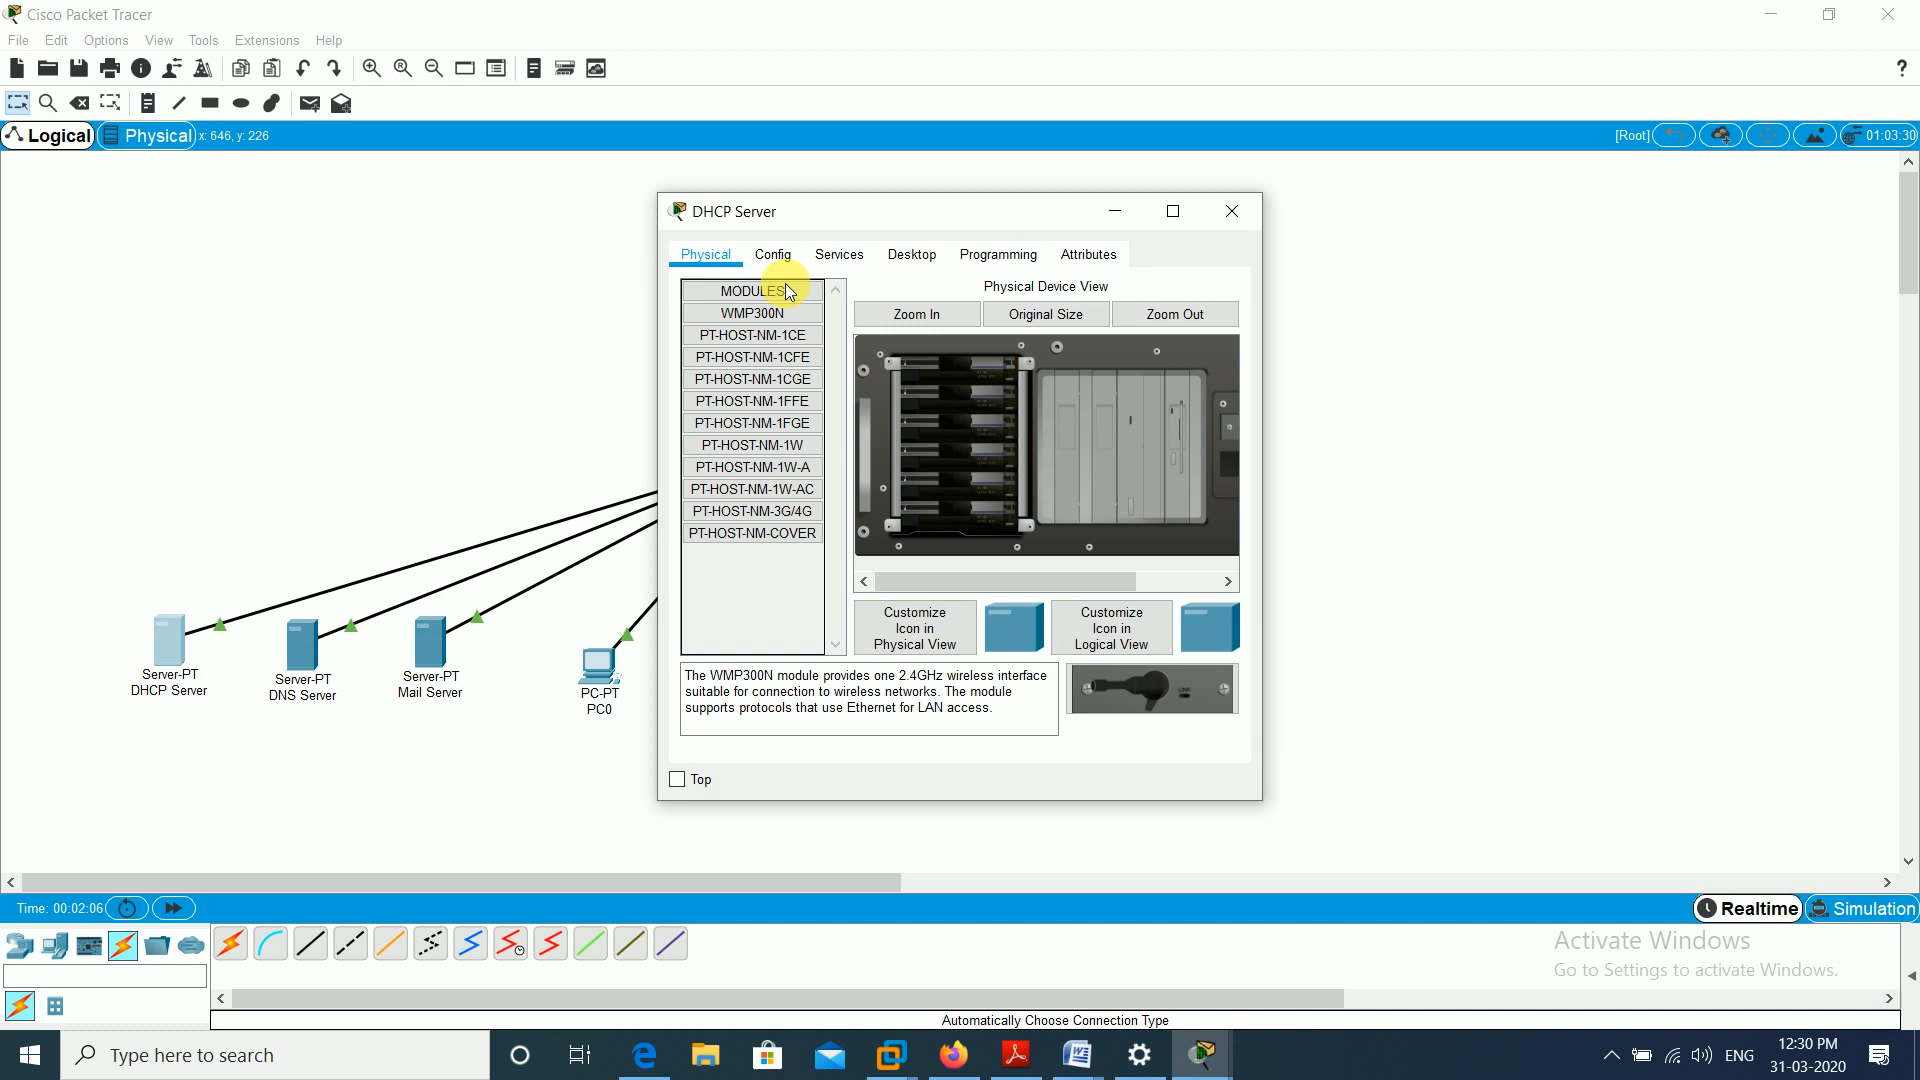 Cisco Packet Tracer
File Edit Options View Tools Extensions Help
?
Logical Physical x: 646, y: 226 [Root] 01:03:30
DHCP Server
Physical Config Services Desktop Programming Attributes
MODULES
WMP300N
PT-HOST-NM-1CE
PT-HOST-NM-1CFE
PT-HOST-NM-1CGE
PT-HOST-NM-1FFE
PT-HOST-NM-1FGE
PT-HOST-NM-1W
PT-HOST-NM-1W-A
PT-HOST-NM-1W-AC
PT-HOST-NM-3G/4G
PT-HOST-NM-COVER
Physical Device View
Zoom In Original Size Zoom Out
Customize
Icon in
Physical View
Customize
Icon in
Logical View
The WMP300N module provides one 2.4GHz wireless interface
suitable for connection to wireless networks. The module
supports protocols that use Ethernet for LAN access.
LINK
Top
Server-PT
DHCP Server
Server-PT
DNS Server
Server-PT
Mail Server
PC-PT
PC0
Time: 00:02:06 Realtime Simulation
Activate Windows
Go to Settings to activate Windows.
Automatically Choose Connection Type
Type here to search
ENG
12:30 PM
31-03-2020